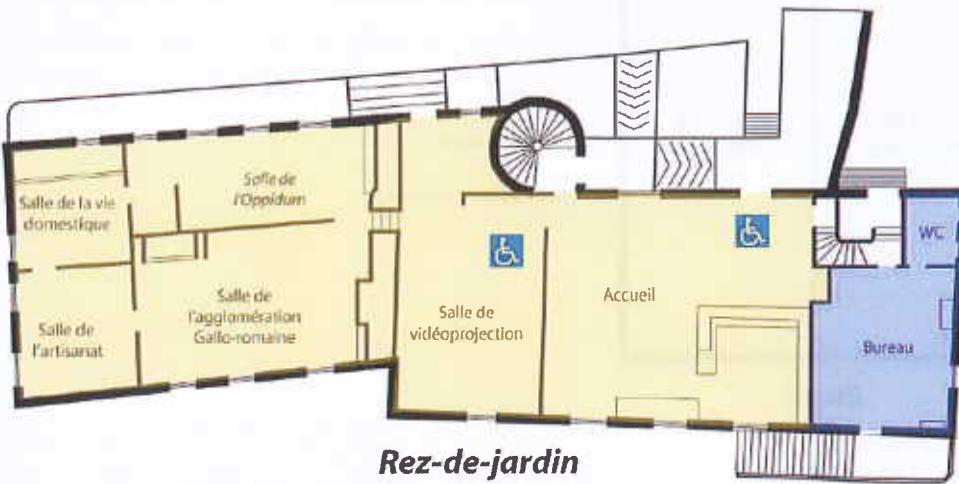 Salle de la vie
domestique
Salle de
l'Oppidum
Salle de
l'artisanat
Salle de
l'agglomération
Gallo-romaine
Salle de
vidéoprojection
Accueil
WC
Bureau
Rez-de-jardin